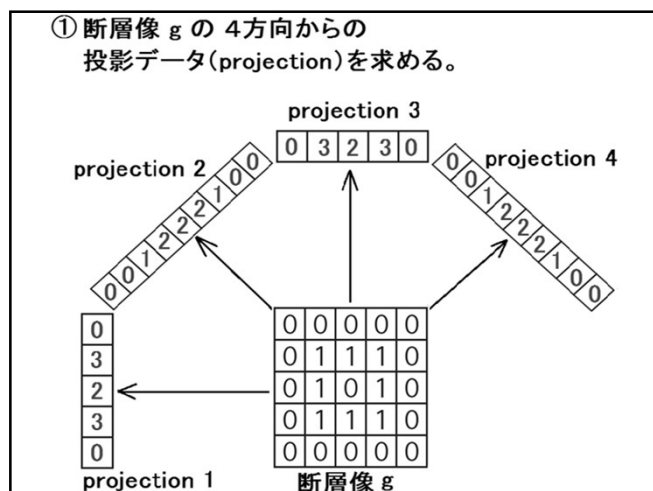 ① 断層像 g の 4方向からの
投影データ(projection)を求める。
projection 3
0 3 2 3 0
projection 2
0 0 1 2 2 2 1 0 0
projection 4
0 0 1 2 2 2 1 0 0
0
3
2
3
0
projection 1
0 0 0 0 0
0 1 1 1 0
0 1 0 1 0
0 1 1 1 0
0 0 0 0 0
断層像 g